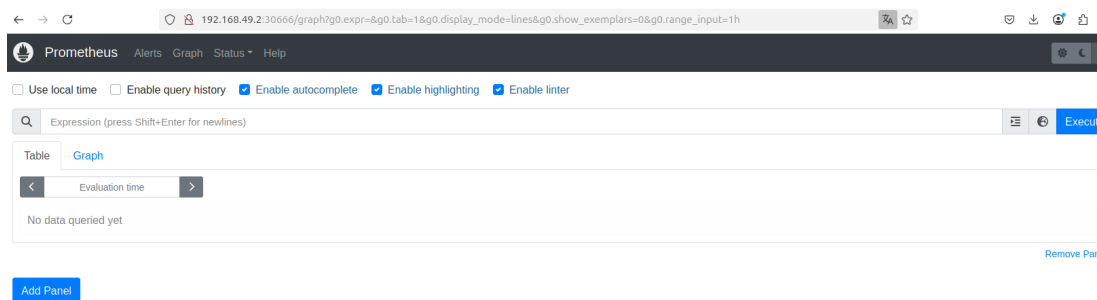 192.168.49.2:30666/graph?g0.expr=&g0.tab=1&g0.display_mode=lines&g0.show_exemplars=0&g0.range_input=1h
Prometheus Alerts Graph Status Help
Use local time Enable query history Enable autocomplete Enable highlighting Enable linter
Expression (press Shift+Enter for newlines) Execut
Table Graph
Evaluation time
No data queried yet
Remove Par
Add Panel